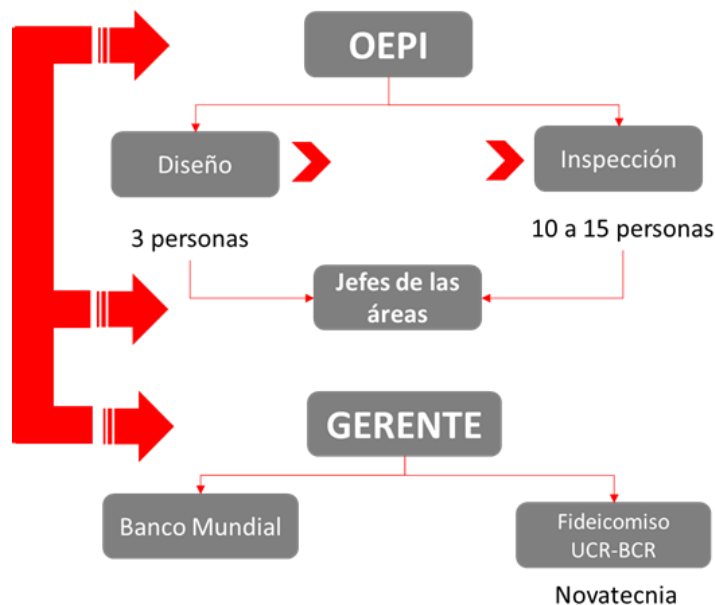 OEPI
Diseño
Inspección
3 personas
10 a 15 personas
Jefes de las
áreas
GERENTE
Banco Mundial
Fideicomiso
UCR-BCR
Novatecnia